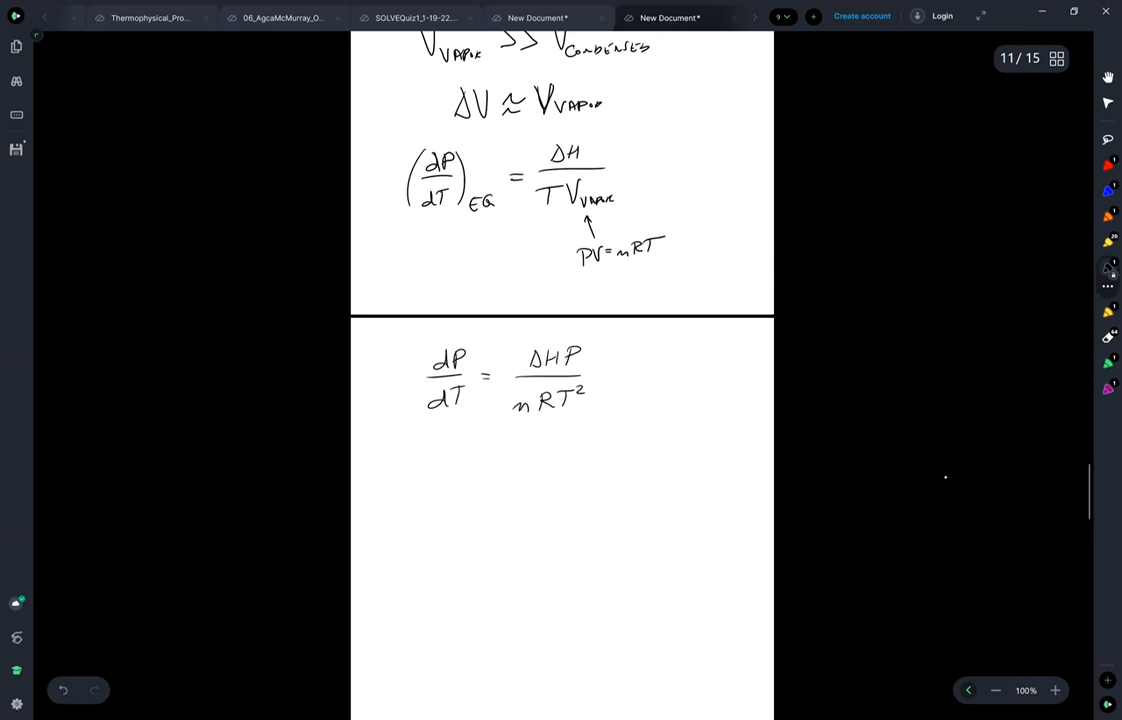 Thermophysical_Pro...
06_AgcaMcMurray_O...
SOLVEQuiz1_1-19-22....
New Document*
New Document*
9
Create account
Login
V_VAPOR >> V_CONDENSED
11/ 15
ΔV ≈ V_VAPOR
(dP/dT)_EQ = ΔH / T V_VAPOR
PV = nRT
dP/dT = ΔHP / nRT²
100%